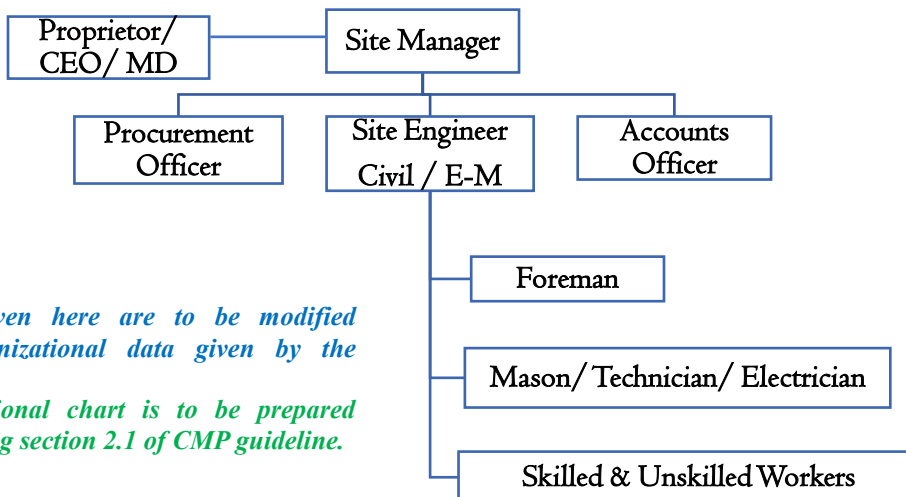 Proprietor/
CEO/ MD
Site Manager
Procurement
Officer
Site Engineer
Civil / E-M
Accounts
Officer
Foreman
here are to be modified
data given by the
chart is to be prepared
section 2.1 of CMP guideline.
Mason/ Technician/ Electrician
Skilled & Unskilled Workers